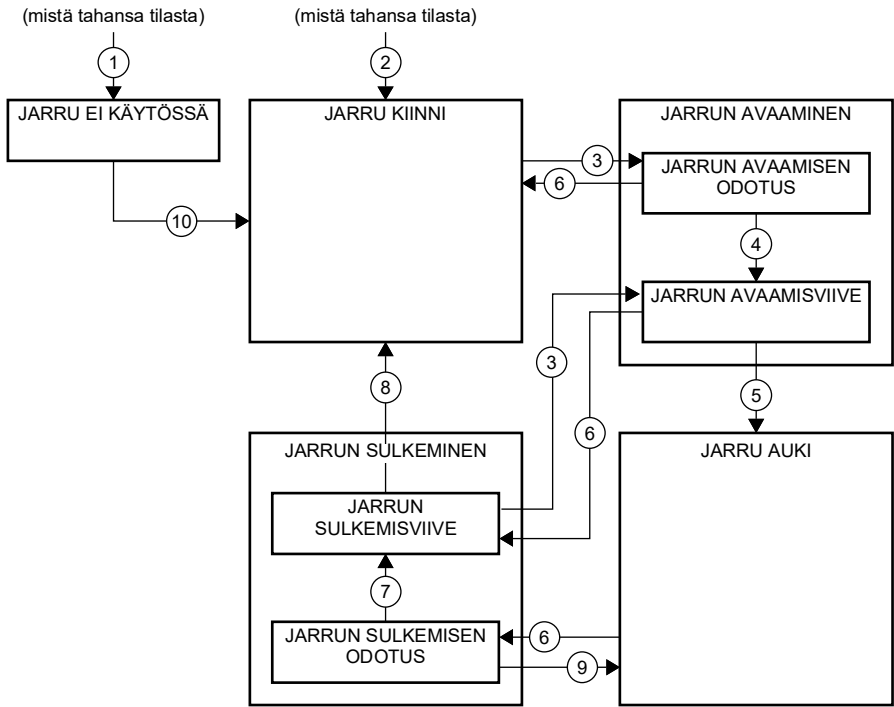 (mistä tahansa tilasta)
(mistä tahansa tilasta)
1
2
JARRU EI KÄYTÖSSÄ
JARRU KIINNI
JARRUN AVAAMINEN
3
JARRUN AVAAMISEN
ODOTUS
6
10
4
JARRUN AVAAMISVIIVE
3
8
5
6
JARRUN SULKEMINEN
JARRU AUKI
JARRUN
SULKEMISVIIVE
7
JARRUN SULKEMISEN
ODOTUS
6
9